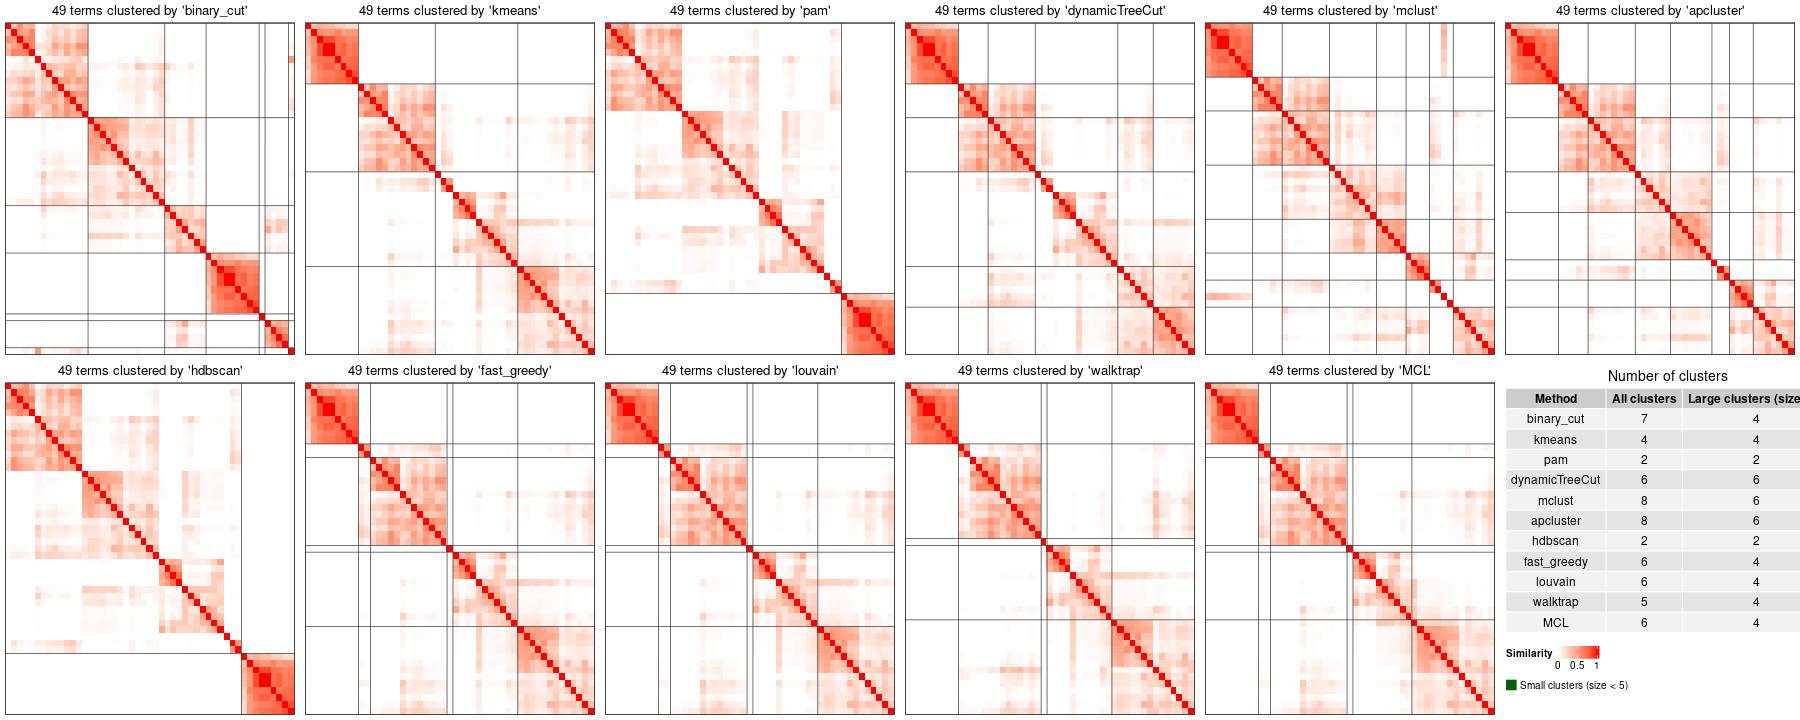 49 terms clustered by 'binary_cut'
49 terms clustered by 'kmeans'
49 terms clustered by 'pam'
49 terms clustered by 'dynamicTreeCut'
49 terms clustered by 'mclust'
49 terms clustered by 'apcluster'
49 terms clustered by 'hdbscan'
49 terms clustered by 'fast_greedy'
49 terms clustered by 'louvain'
49 terms clustered by 'walktrap'
49 terms clustered by 'MCL'
Number of clusters
Method All clusters Large clusters (size
binary_cut 7 4
kmeans 4 4
pam 2 2
dynamicTreeCut 6 6
mclust 8 6
apcluster 8 6
hdbscan 2 2
fast_greedy 6 4
louvain 6 4
walktrap 5 4
MCL 6 4
Similarity
0 0.5 1
Small clusters (size < 5)